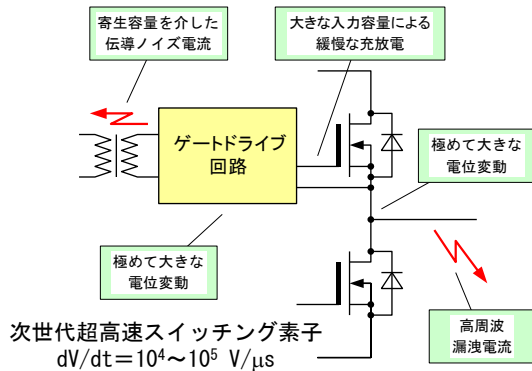 寄生容量を介した
伝導ノイズ電流
大きな入力容量による
緩慢な充放電
ゲートドライブ
回路
極めて大きな
電位変動
極めて大きな
電位変動
高周波
漏洩電流
次世代超高速スイッチング素子
dV/dt=10⁴~10⁵ V/μs